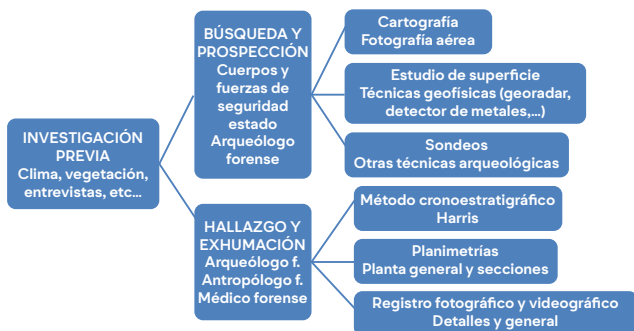 INVESTIGACIÓN
PREVIA
Clima, vegetación,
entrevistas, etc...
BÚSQUEDA Y
PROSPECCIÓN
Cuerpos y
fuerzas de
seguridad
estado
Arqueólogo
forense
Cartografía
Fotografía aérea
Estudio de superficie
Técnicas geofísicas (georadar,
detector de metales,...)
Sondeos
Otras técnicas arqueológicas
HALLAZGO Y
EXHUMACIÓN
Arqueólogo f.
Antropólogo f.
Médico forense
Método cronoestratigráfico
Harris
Planimetrías
Planta general y secciones
Registro fotográfico y videográfico
Detalles y general